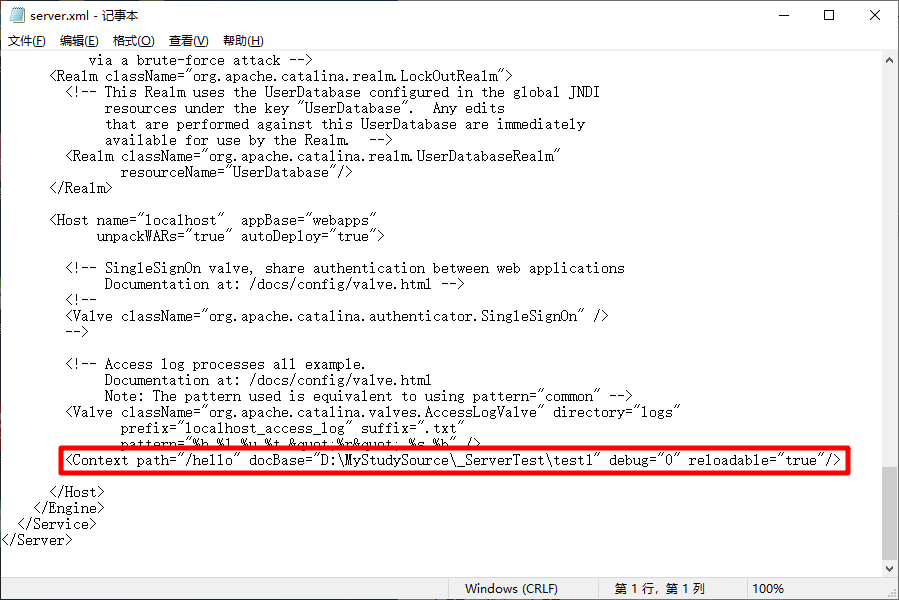 server.xml - 记事本
文件(F) 编辑(E) 格式(O) 查看(V) 帮助(H)
via a brute-force attack -->
<Realm className="org.apache.catalina.realm.LockOutRealm">
<!-- This Realm uses the UserDatabase configured in the global JNDI
resources under the key "UserDatabase".  Any edits
that are performed against this UserDatabase are immediately
available for use by the Realm.  -->
<Realm className="org.apache.catalina.realm.UserDatabaseRealm"
resourceName="UserDatabase"/>
</Realm>
<Host name="localhost"  appBase="webapps"
unpackWARs="true" autoDeploy="true">
<!-- SingleSignOn valve, share authentication between web applications
Documentation at: /docs/config/valve.html -->
<!--
<Valve className="org.apache.catalina.authenticator.SingleSignOn" />
-->
<!-- Access log processes all example.
Documentation at: /docs/config/valve.html
Note: The pattern used is equivalent to using pattern="common" -->
<Valve className="org.apache.catalina.valves.AccessLogValve" directory="logs"
prefix="localhost_access_log" suffix=".txt"
pattern="%h %l %u %t &quot;%r&quot; %s %b" />
<Context path="/hello" docBase="D:\MyStudySource\_ServerTest\test1" debug="0" reloadable="true"/>
</Host>
</Engine>
</Service>
</Server>
Windows (CRLF) 第 1 行，第 1 列 100%